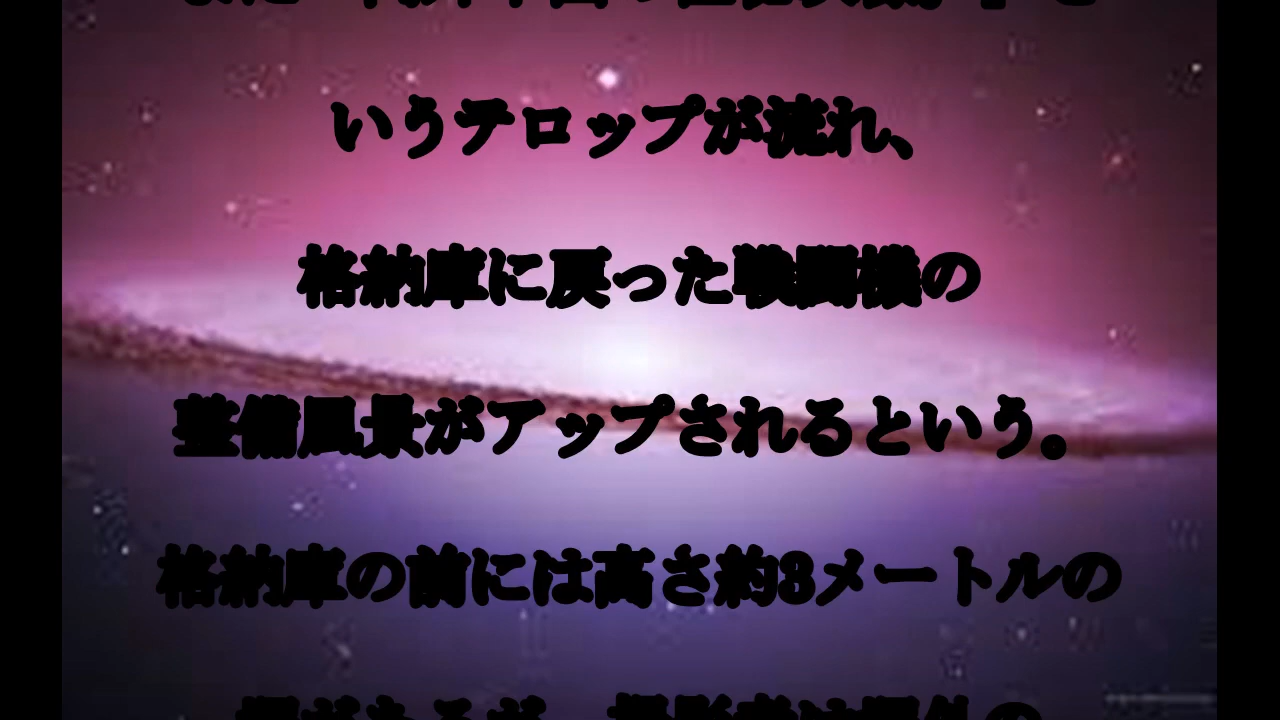 いうテロップが流れ、
格納庫に戻った戦闘機の
整備風景がアップされるという。
格納庫の前には高さ約3メートルの